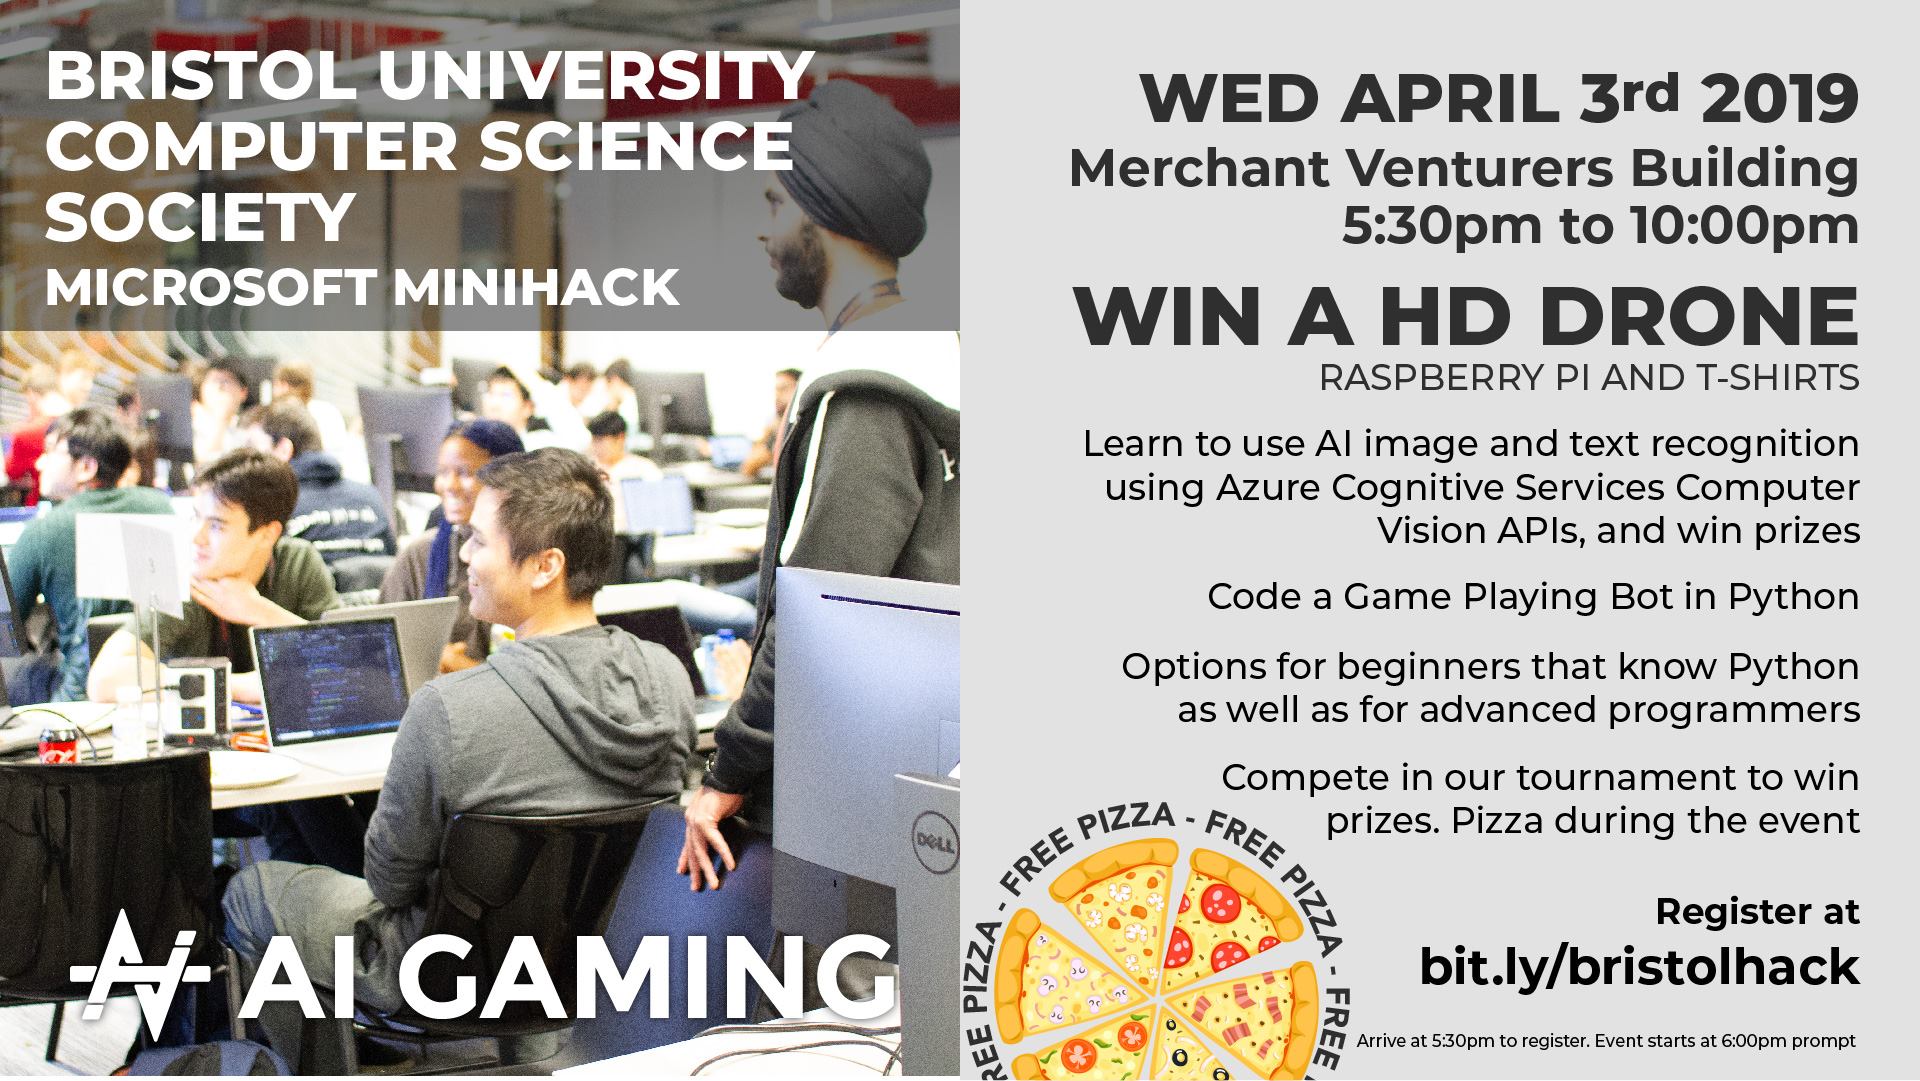 BRISTOL UNIVERSITY
COMPUTER SCIENCE
SOCIETY
MICROSOFT MINIHACK
3
DELL
AI GAMING
WED APRIL 3rd 2019
Merchant Venturers Building
5:30pm to 10:00pm
WIN A HD DRONE
RASPBERRY PI AND T-SHIRTS
Learn to use AI image and text recognition
using Azure Cognitive Services Computer
Vision APIs, and win prizes
Code a Game Playing Bot in Python
Options for beginners that know Python
as well as for advanced programmers
Compete in our tournament to win
prizes. Pizza during the event
REE PIZZA - FREE PIZZA - FREE PIZZA - FREE
Register at
bit.ly/bristolhack
Arrive at 5:30pm to register. Event starts at 6:00pm prompt